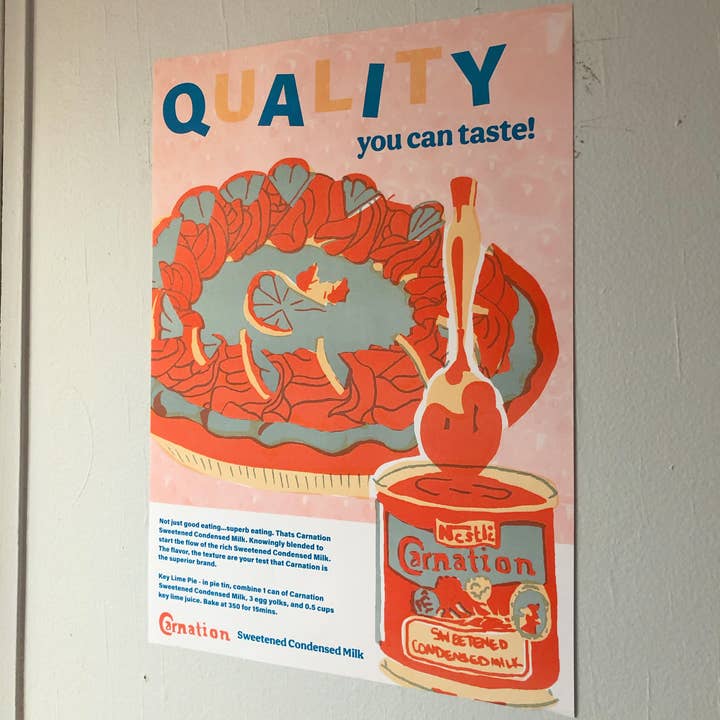 QUALITY
you can taste!
Not just good eating...superb eating. Thats Carnation
Sweetened Condensed Milk. Knowingly blended to
start the flow of the rich Sweetened Condensed Milk.
The flavor, the texture are your test that Carnation is
the superior brand.
Key Lime Pie - in pie tin, combine 1 can of Carnation
Sweetened Condensed Milk, 3 egg yolks, and 0.5 cups
key lime juice. Bake at 350 for 15mins.
Carnation Sweetened Condensed Milk
Nestlé
Carnation
SWEETENED
CONDENSED MILK